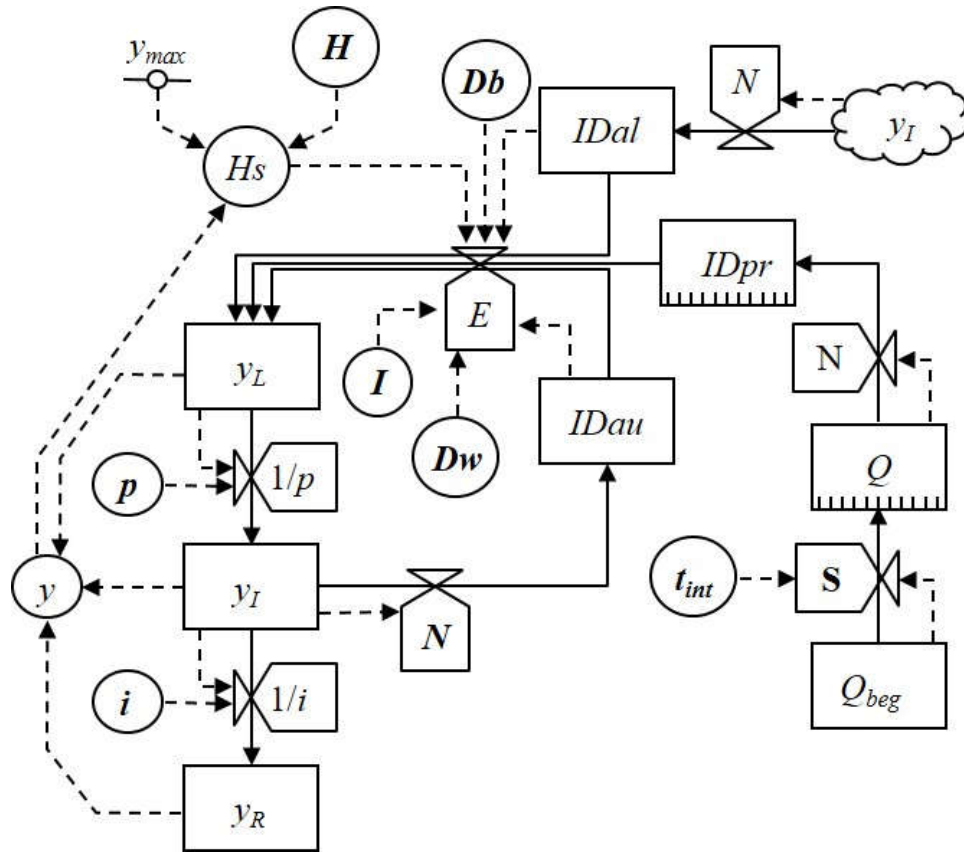 y_max
H
Db
N
y_I
IDal
Hs
IDpr
E
N
y_L
I
IDau
Dw
Q
p
1/p
y
y_I
N
t_int
S
i
1/i
Q_beg
y_R